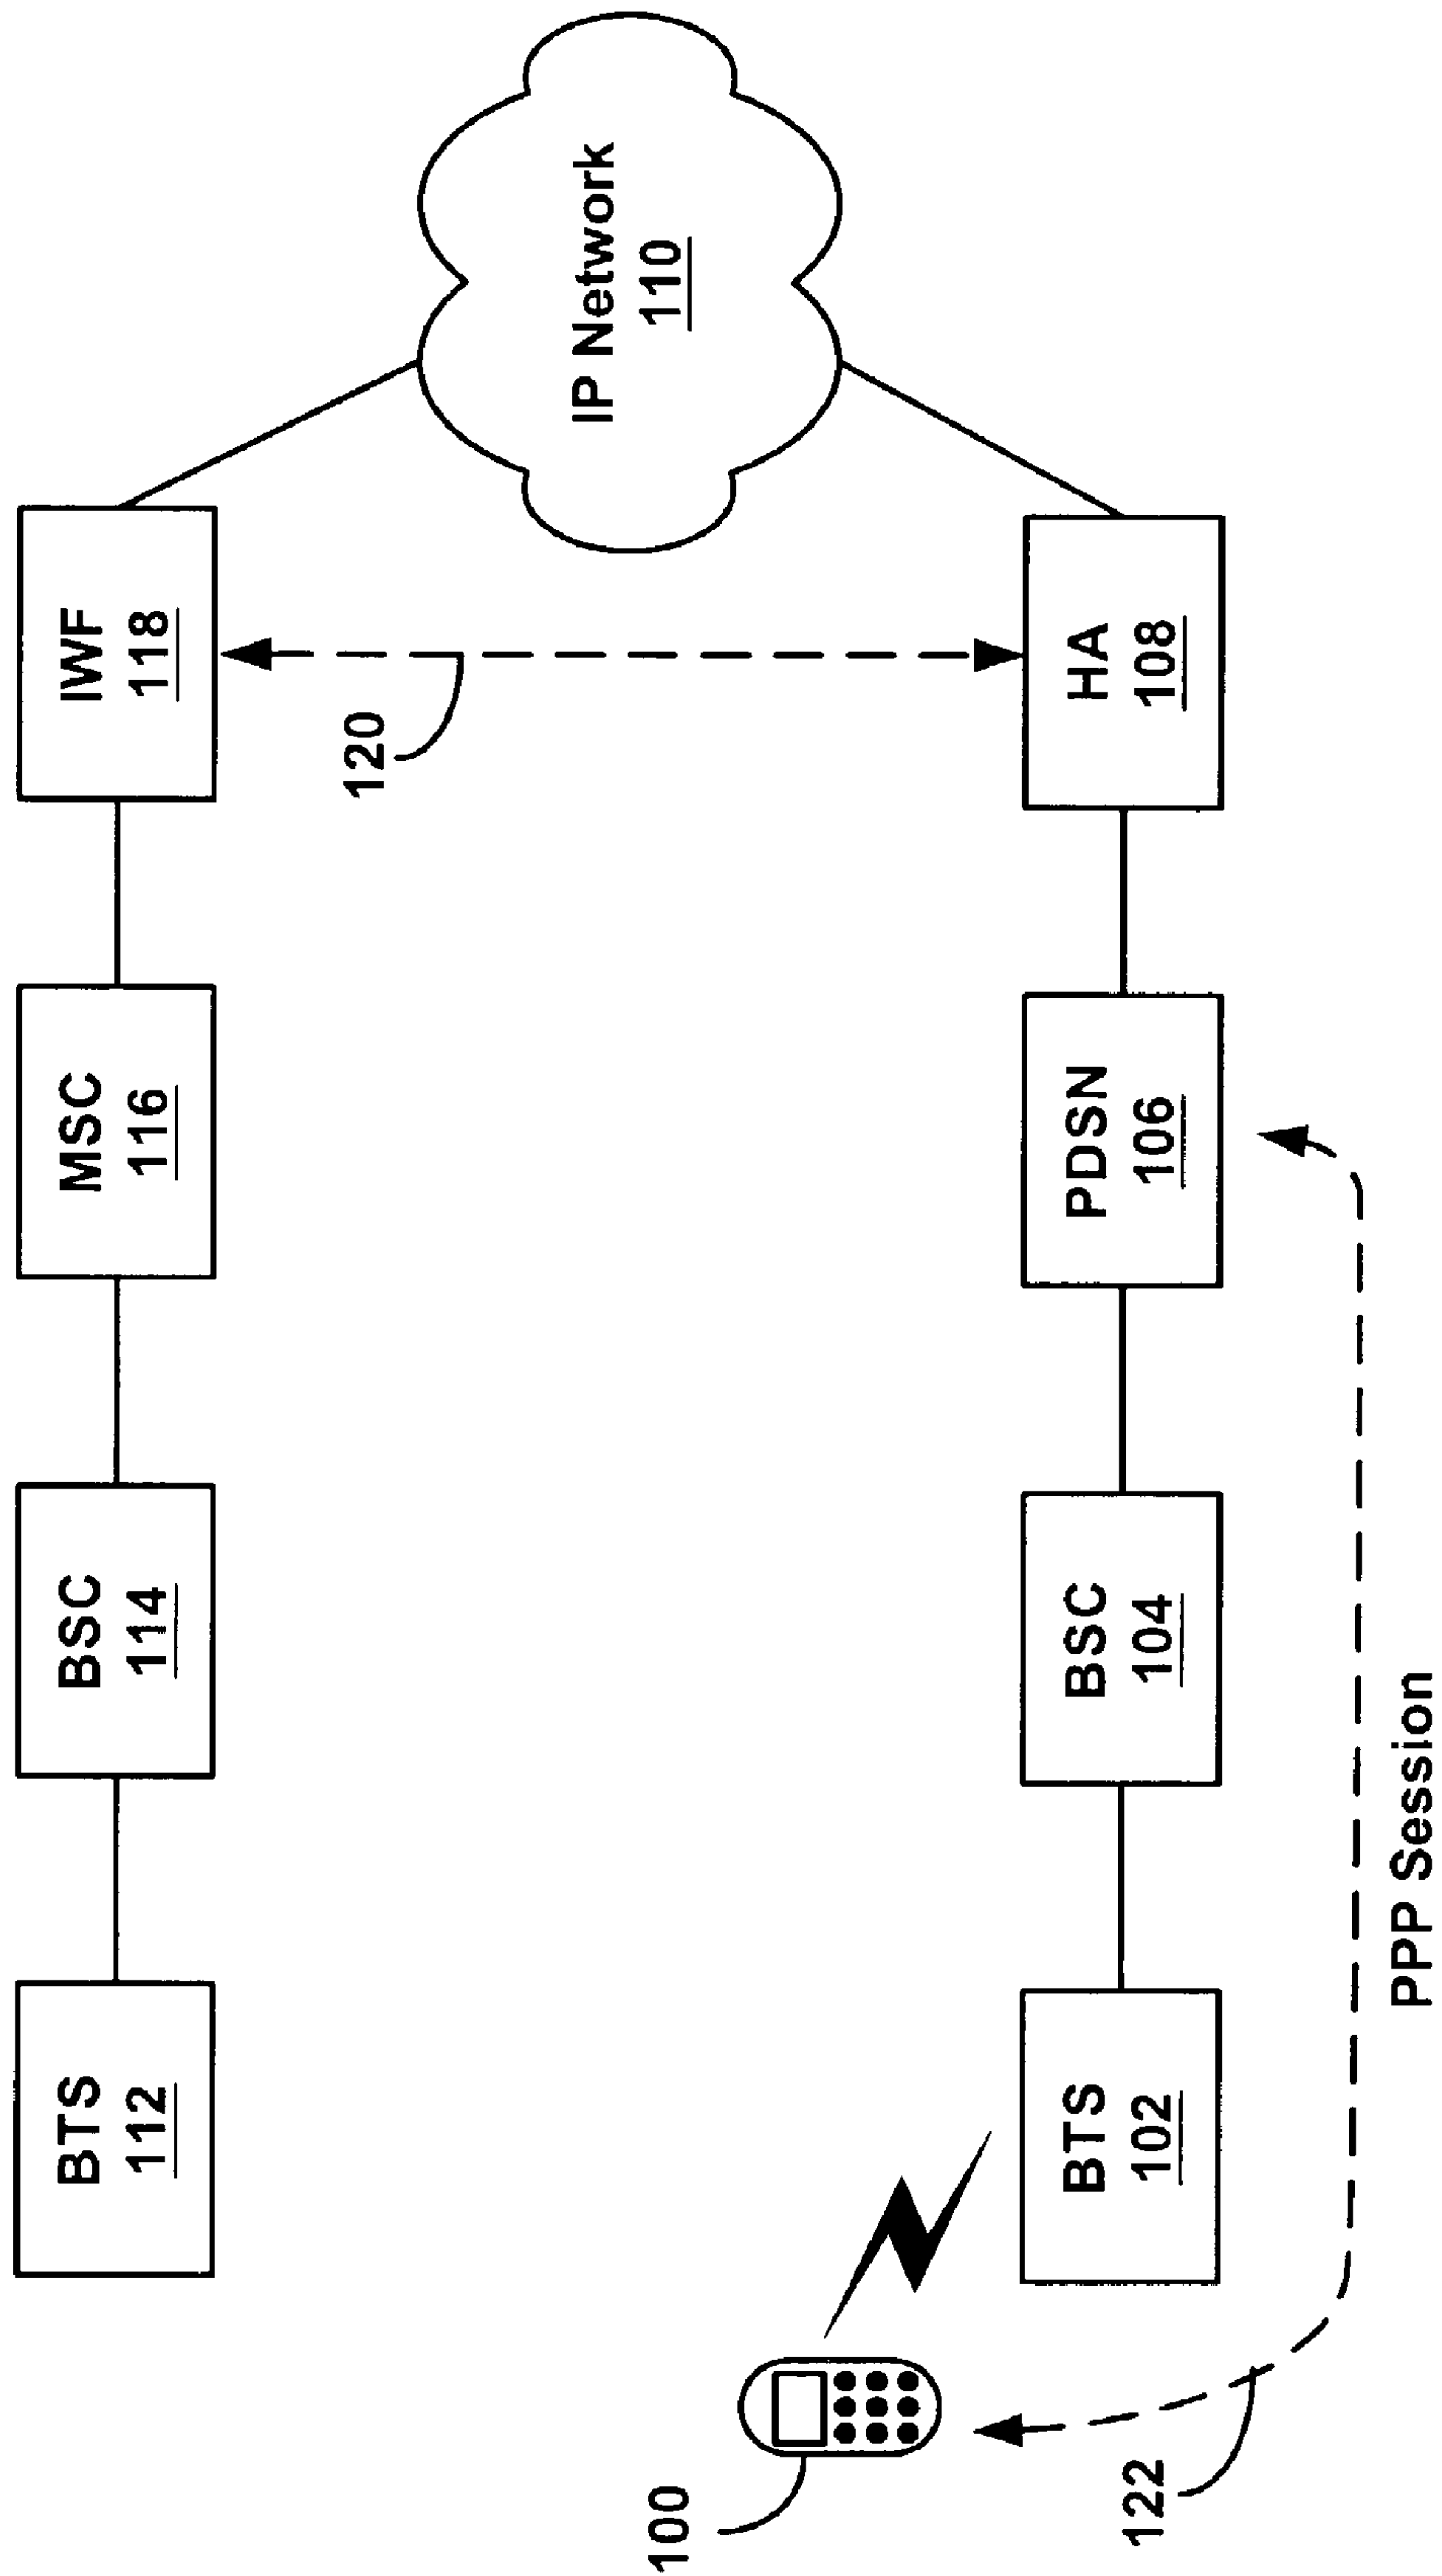 BTS
112
BSC
114
MSC
116
IWF
118
120
IP Network
110
100
BTS
102
BSC
104
PDSN
106
HA
108
122
PPP Session